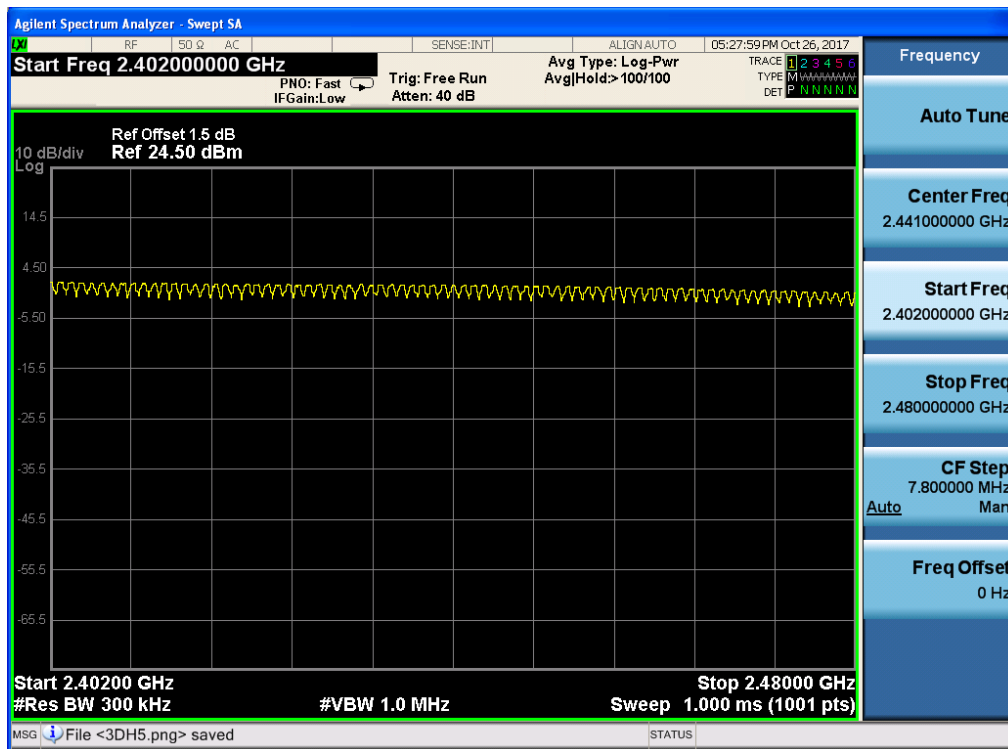 Agilent Spectrum Analyzer - Swept SA
LXI RF 50 Ω AC SENSE:INT ALIGN AUTO 05:27:59 PM Oct 26, 2017
Start Freq 2.402000000 GHz
PNO: Fast
IFGain:Low
Trig: Free Run
Atten: 40 dB
Avg Type: Log-Pwr
Avg|Hold:>100/100
TRACE 1 2 3 4 5 6
TYPE M WWWWW
DET P N N N N N
Ref Offset 1.5 dB
10 dB/div Ref 24.50 dBm
Log
14.5
4.50
-5.50
-15.5
-25.5
-35.5
-45.5
-55.5
-65.5
Start 2.40200 GHz Stop 2.48000 GHz
#Res BW 300 kHz #VBW 1.0 MHz Sweep 1.000 ms (1001 pts)
MSG File <3DH5.png> saved STATUS
Frequency
Auto Tune
Center Freq
2.441000000 GHz
Start Freq
2.402000000 GHz
Stop Freq
2.480000000 GHz
CF Step
7.800000 MHz
Auto Man
Freq Offset
0 Hz